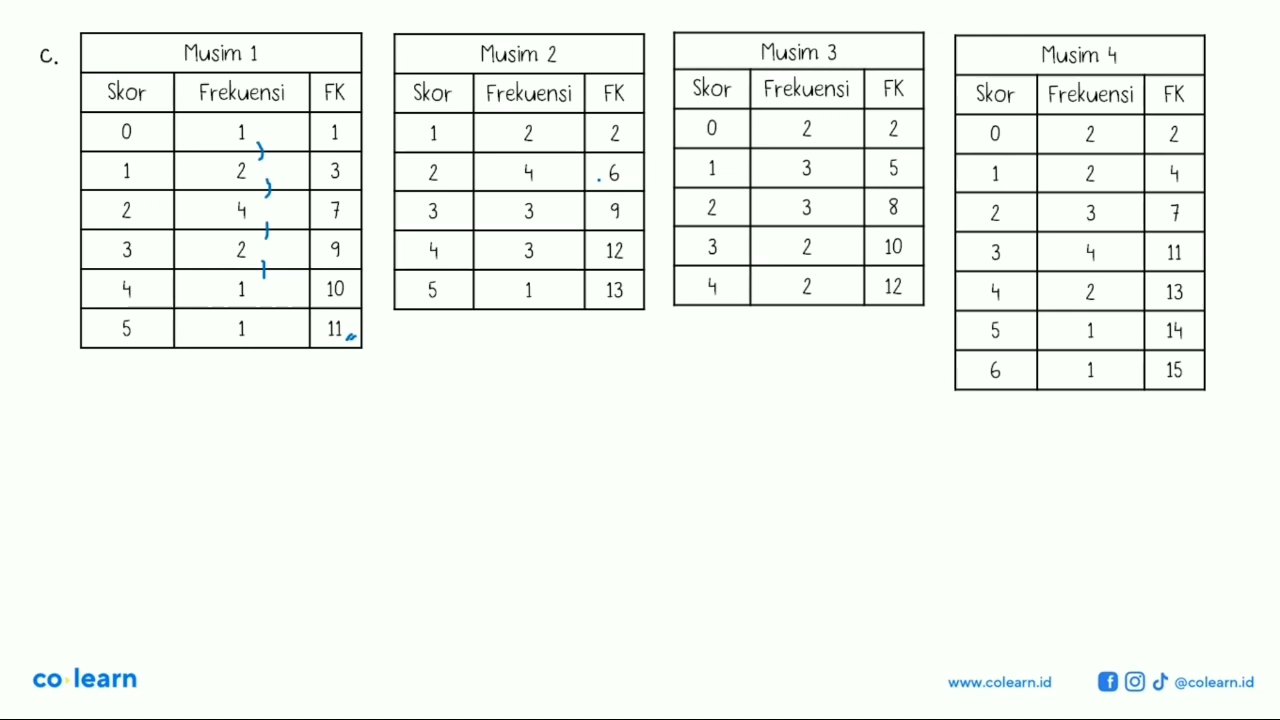 c.
Musim 1
Skor Frekuensi FK
0 1 1
1 2 3
2 4 7
3 2 9
4 1 10
5 1 11
Musim 2
Skor Frekuensi FK
1 2 2
2 4 6
3 3 9
4 3 12
5 1 13
Musim 3
Skor Frekuensi FK
0 2 2
1 3 5
2 3 8
3 2 10
4 2 12
Musim 4
Skor Frekuensi FK
0 2 2
1 2 4
2 3 7
3 4 11
4 2 13
5 1 14
6 1 15
co·learn
www.colearn.id
@colearn.id